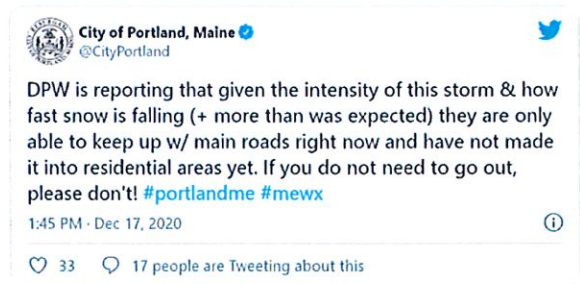 City of Portland, Maine
@CityPortland
DPW is reporting that given the intensity of this storm & how
fast snow is falling (+ more than was expected) they are only
able to keep up w/ main roads right now and have not made
it into residential areas yet. If you do not need to go out,
please don't! #portlandme #mewx
1:45 PM · Dec 17, 2020
33 17 people are Tweeting about this